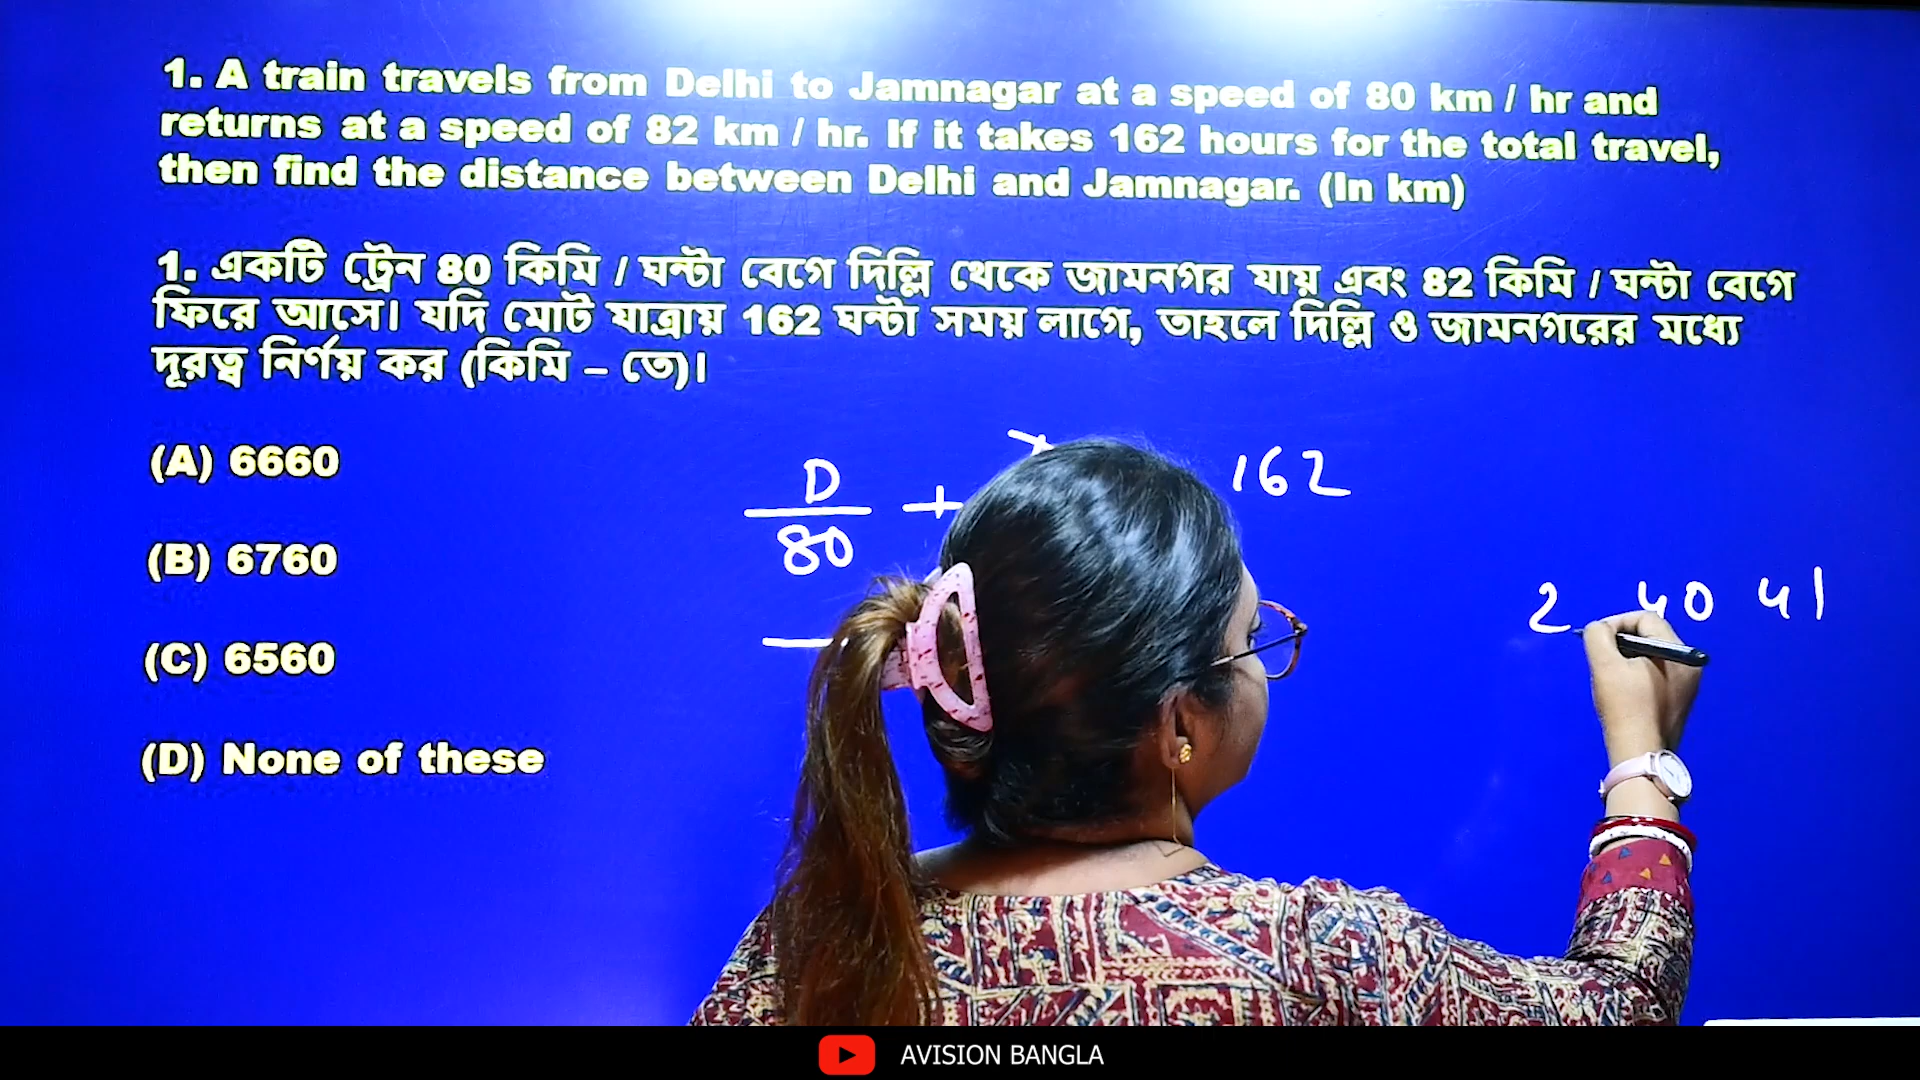 1. A train travels from Delhi to Jamnagar at a speed of 80 km / hr and
returns at a speed of 82 km / hr. If it takes 162 hours for the total travel,
then find the distance between Delhi and Jamnagar. (In km)
1. একটি ট্রেন 80 কিমি / ঘন্টা বেগে দিল্লি থেকে জামনগর যায় এবং 82 কিমি / ঘন্টা বেগে
ফিরে আসে। যদি মোট যাত্রায় 162 ঘন্টা সময় লাগে, তাহলে দিল্লি ও জামনগরের মধ্যে
দূরত্ব নির্ণয় কর (কিমি – তে)।
(A) 6660
(B) 6760
(C) 6560
(D) None of these
D
80
+
162
2 40 41
AVISION BANGLA